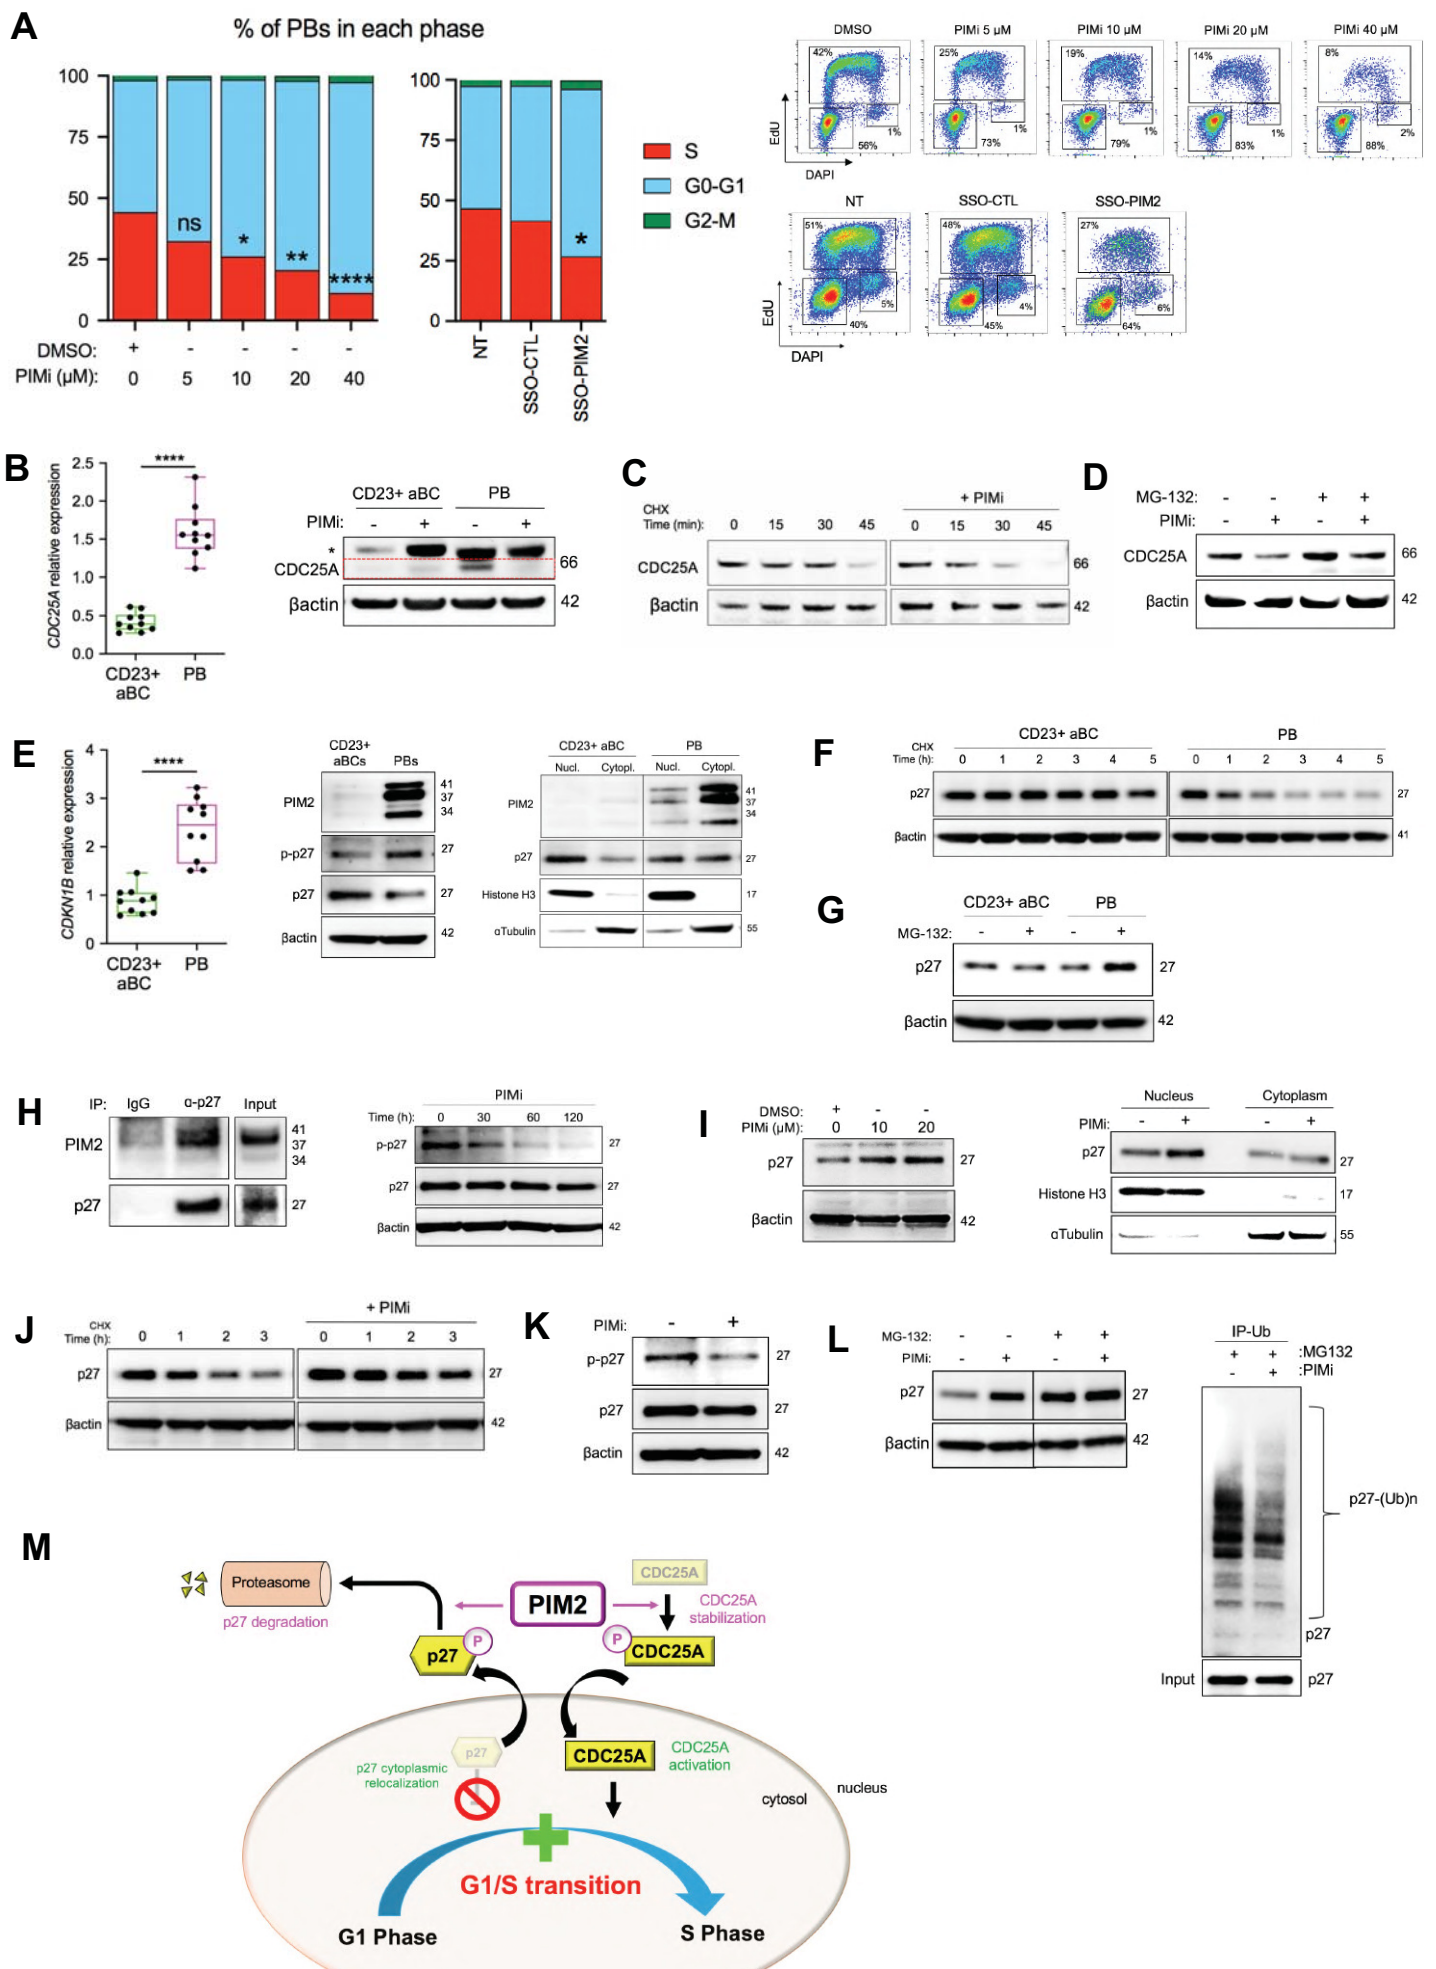 A
% of PBs in each phase
100
75
50
25
0
ns
*
**
****
DMSO: + - - - -
PIMi (µM): 0 5 10 20 40
100
75
50
25
0
*
NT
SSO-CTL
SSO-PIM2
S
G0-G1
G2-M
DMSO PIMi 5 µM PIMi 10 µM PIMi 20 µM PIMi 40 µM
42% 25% 19% 14% 8%
1% 1% 1% 1% 2%
56% 73% 79% 83% 88%
EdU
DAPI
NT SSO-CTL SSO-PIM2
51% 48% 27%
5% 4% 6%
40% 45% 64%
EdU
DAPI
B
CDC25A relative expression
2.5
2.0
1.5
1.0
0.5
0.0
****
CD23+ aBC
PB
CD23+ aBC PB
PIMi: - + - +
*
CDC25A 66
βactin 42
C
+ PIMi
CHX
Time (min): 0 15 30 45 0 15 30 45
CDC25A 66
βactin 42
D
MG-132: - - + +
PIMi: - + - +
CDC25A 66
βactin 42
E
CDKN1B relative expression
4
3
2
1
0
****
CD23+ aBC
PB
CD23+
aBCs PBs
PIM2 41
37
34
p-p27 27
p27 27
βactin 42
CD23+ aBC PB
Nucl. Cytopl. Nucl. Cytopl.
PIM2 41
37
34
p27 27
Histone H3 17
αTubulin 55
F
CD23+ aBC PB
CHX
Time (h): 0 1 2 3 4 5 0 1 2 3 4 5
p27 27
βactin 41
G
CD23+ aBC PB
MG-132: - + - +
p27 27
βactin 42
H
IP: IgG α-p27 Input
PIM2 41
37
34
p27 27
PIMi
Time (h): 0 30 60 120
p-p27 27
p27 27
βactin 42
I
DMSO: + - -
PIMi (µM): 0 10 20
p27 27
βactin 42
Nucleus Cytoplasm
PIMi: - + - +
p27 27
Histone H3 17
αTubulin 55
J
+ PIMi
CHX
Time (h): 0 1 2 3 0 1 2 3
p27 27
βactin 42
K
PIMi: - +
p-p27 27
p27 27
βactin 42
L
MG-132: - - + +
PIMi: - + - +
p27 27
βactin 42
IP-Ub
+ + :MG132
- + :PIMi
p27-(Ub)n
p27
Input p27
M
Proteasome
p27 degradation
PIM2
CDC25A
CDC25A
stabilization
p27 P
P CDC25A
p27
p27 cytoplasmic
relocalization
CDC25A
CDC25A
activation
cytosol
nucleus
G1/S transition
G1 Phase
S Phase